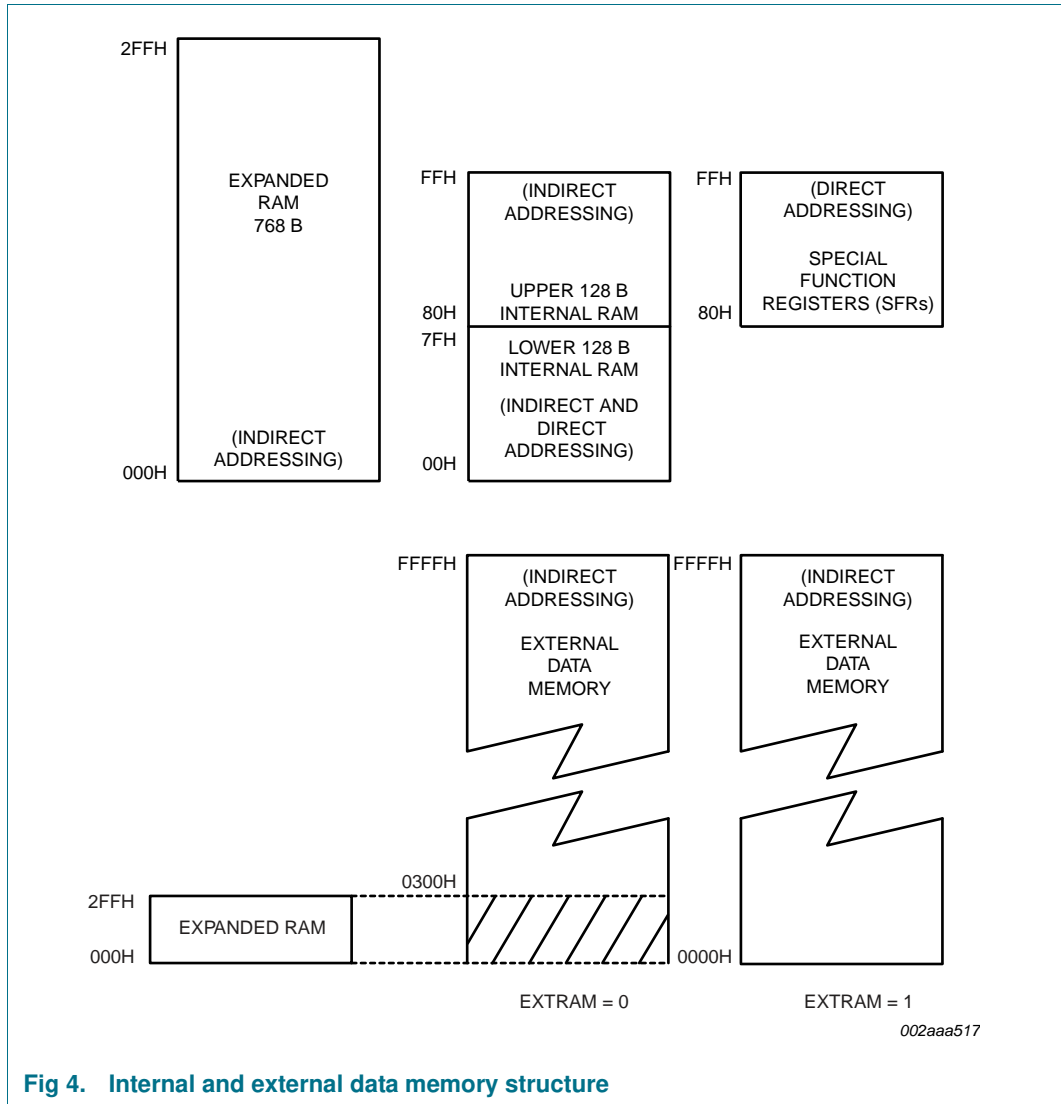 2FFH
EXPANDED
RAM
768 B
(INDIRECT
ADDRESSING)
000H
FFH
(INDIRECT
ADDRESSING)
UPPER 128 B
INTERNAL RAM
80H
7FH
LOWER 128 B
INTERNAL RAM
(INDIRECT AND
DIRECT
ADDRESSING)
00H
FFH
(DIRECT
ADDRESSING)
SPECIAL
FUNCTION
REGISTERS (SFRs)
80H
FFFFH
(INDIRECT
ADDRESSING)
EXTERNAL
DATA
MEMORY
FFFFH
(INDIRECT
ADDRESSING)
EXTERNAL
DATA
MEMORY
2FFH
EXPANDED RAM
000H
0300H
0000H
EXTRAM = 0
EXTRAM = 1
002aaa517
Fig 4. Internal and external data memory structure